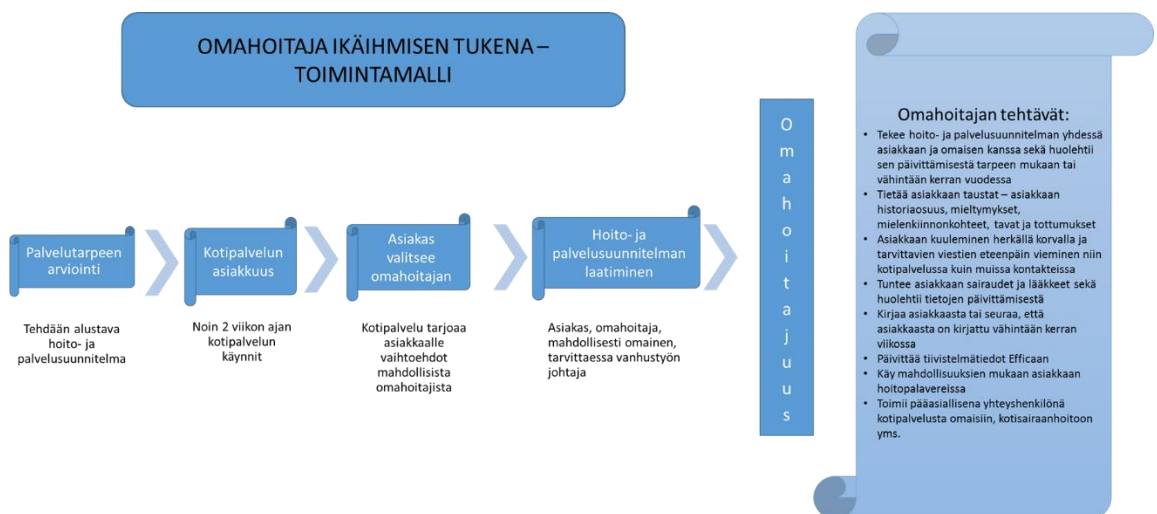 OMAHOITAJA IKÄIHMISEN TUKENA –
TOIMINTAMALLI
Palvelutarpeen
arviointi
Tehdään alustava
hoito- ja
palvelusuunnitelma
Kotipalvelun
asiakkuus
Noin 2 viikon ajan
kotipalvelun
käynnit
Asiakas
valitsee
omahoitajan
Kotipalvelu tarjoaa
asiakkaalle
vaihtoehdot
mahdollisista
omahoitajista
Hoito- ja
palvelusuunnitelman
laatiminen
Asiakas, omahoitaja,
mahdollisesti omainen,
tarvittaessa vanhustyön
johtaja
O
m
a
h
o
i
t
a
j
u
u
s
Omahoitajan tehtävät:
• Tekee hoito- ja palvelusuunnitelman yhdessä
asiakkaan ja omaisen kanssa sekä huolehtii
sen päivittämisestä tarpeen mukaan tai
vähintään kerran vuodessa
• Tietää asiakkaan taustat – asiakkaan
historiaosuus, mieltymykset,
mielenkiinnonkohteet, tavat ja tottumukset
• Asiakkaan kuuleminen herkällä korvalla ja
tarvittavien viestien eteenpäin vieminen niin
kotipalvelussa kuin muissa kontakteissa
• Tuntee asiakkaan sairaudet ja lääkkeet sekä
huolehtii tietojen päivittämisestä
• Kirjaa asiakkaasta tai seuraa, että
asiakkaasta on kirjattu vähintään kerran
viikossa
• Päivittää tiivistelmätiedot Efficaan
• Käy mahdollisuuksien mukaan asiakkaan
hoitopalavereissa
• Toimii pääasiallisena yhteyshenkilönä
kotipalvelusta omaisiin, kotisairaanhoitoon
yms.